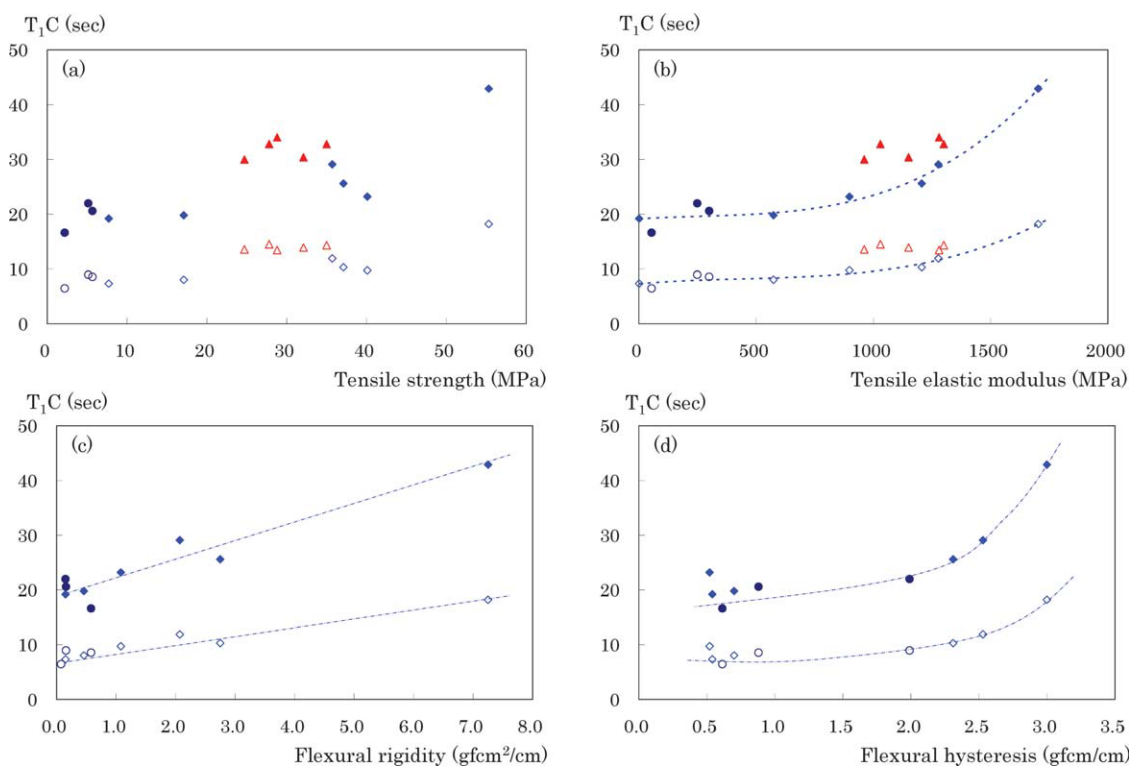 T₁C (sec)
50
40
30
20
10
0
(a)
0 10 20 30 40 50 60
Tensile strength (MPa)
T₁C (sec)
50
40
30
20
10
0
(b)
0 500 1000 1500 2000
Tensile elastic modulus (MPa)
T₁C (sec)
50
40
30
20
10
0
(c)
0.0 1.0 2.0 3.0 4.0 5.0 6.0 7.0 8.0
Flexural rigidity (gfcm²/cm)
T₁C (sec)
50
40
30
20
10
0
(d)
0.0 0.5 1.0 1.5 2.0 2.5 3.0 3.5
Flexural hysteresis (gfcm/cm)